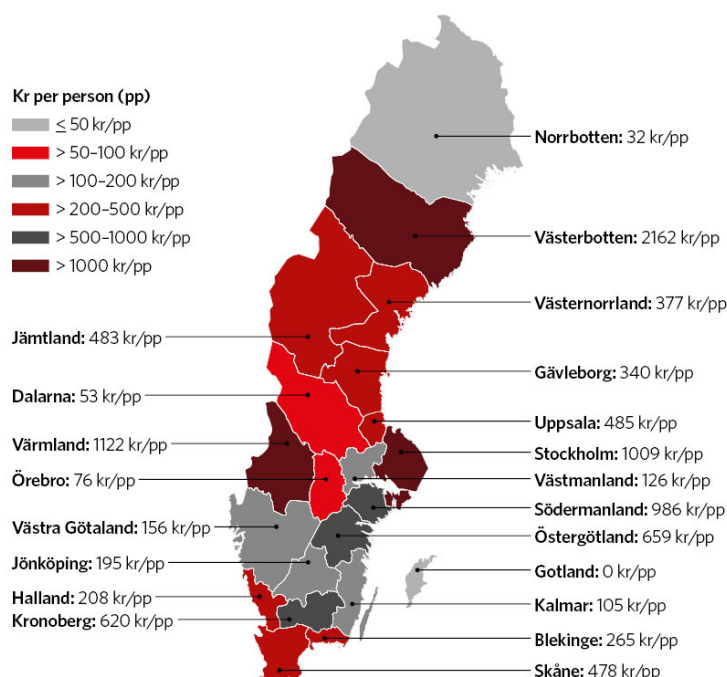 Kr per person (pp)
≤ 50 kr/pp
> 50–100 kr/pp
> 100–200 kr/pp
> 200–500 kr/pp
> 500–1000 kr/pp
> 1000 kr/pp
Norrbotten: 32 kr/pp
Västerbotten: 2162 kr/pp
Västernorrland: 377 kr/pp
Jämtland: 483 kr/pp
Gävleborg: 340 kr/pp
Dalarna: 53 kr/pp
Uppsala: 485 kr/pp
Värmland: 1122 kr/pp
Stockholm: 1009 kr/pp
Örebro: 76 kr/pp
Västmanland: 126 kr/pp
Södermanland: 986 kr/pp
Västra Götaland: 156 kr/pp
Östergötland: 659 kr/pp
Jönköping: 195 kr/pp
Gotland: 0 kr/pp
Halland: 208 kr/pp
Kalmar: 105 kr/pp
Kronoberg: 620 kr/pp
Blekinge: 265 kr/pp
Skåne: 478 kr/pp